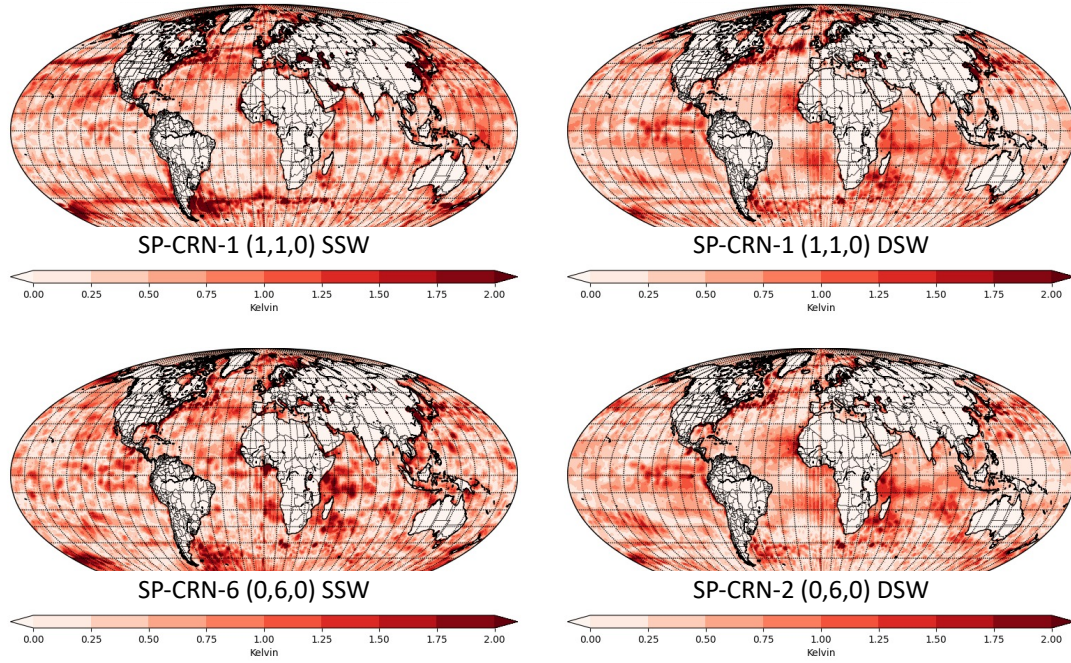 SP-CRN-1 (1,1,0) SSW
0.00 0.25 0.50 0.75 1.00 1.25 1.50 1.75 2.00
Kelvin
SP-CRN-1 (1,1,0) DSW
0.00 0.25 0.50 0.75 1.00 1.25 1.50 1.75 2.00
Kelvin
SP-CRN-6 (0,6,0) SSW
0.00 0.25 0.50 0.75 1.00 1.25 1.50 1.75 2.00
Kelvin
SP-CRN-2 (0,6,0) DSW
0.00 0.25 0.50 0.75 1.00 1.25 1.50 1.75 2.00
Kelvin